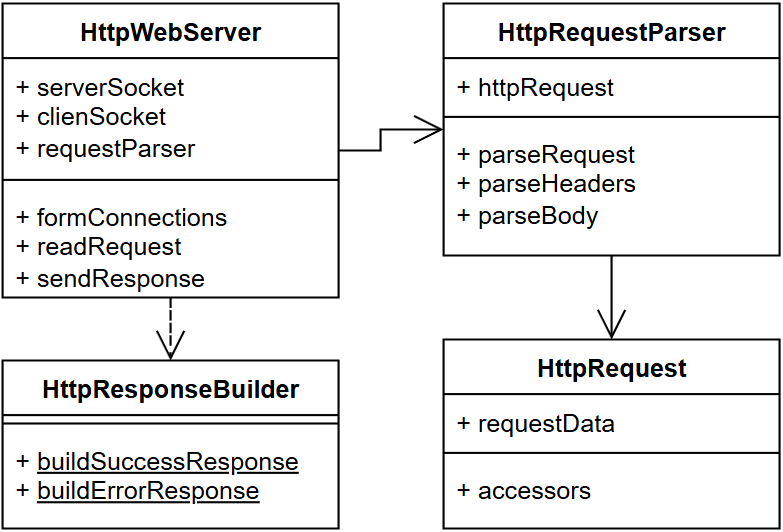 HttpWebServer
+ serverSocket
+ clienSocket
+ requestParser
+ formConnections
+ readRequest
+ sendResponse
HttpRequestParser
+ httpRequest
+ parseRequest
+ parseHeaders
+ parseBody
HttpResponseBuilder
+ buildSuccessResponse
+ buildErrorResponse
HttpRequest
+ requestData
+ accessors